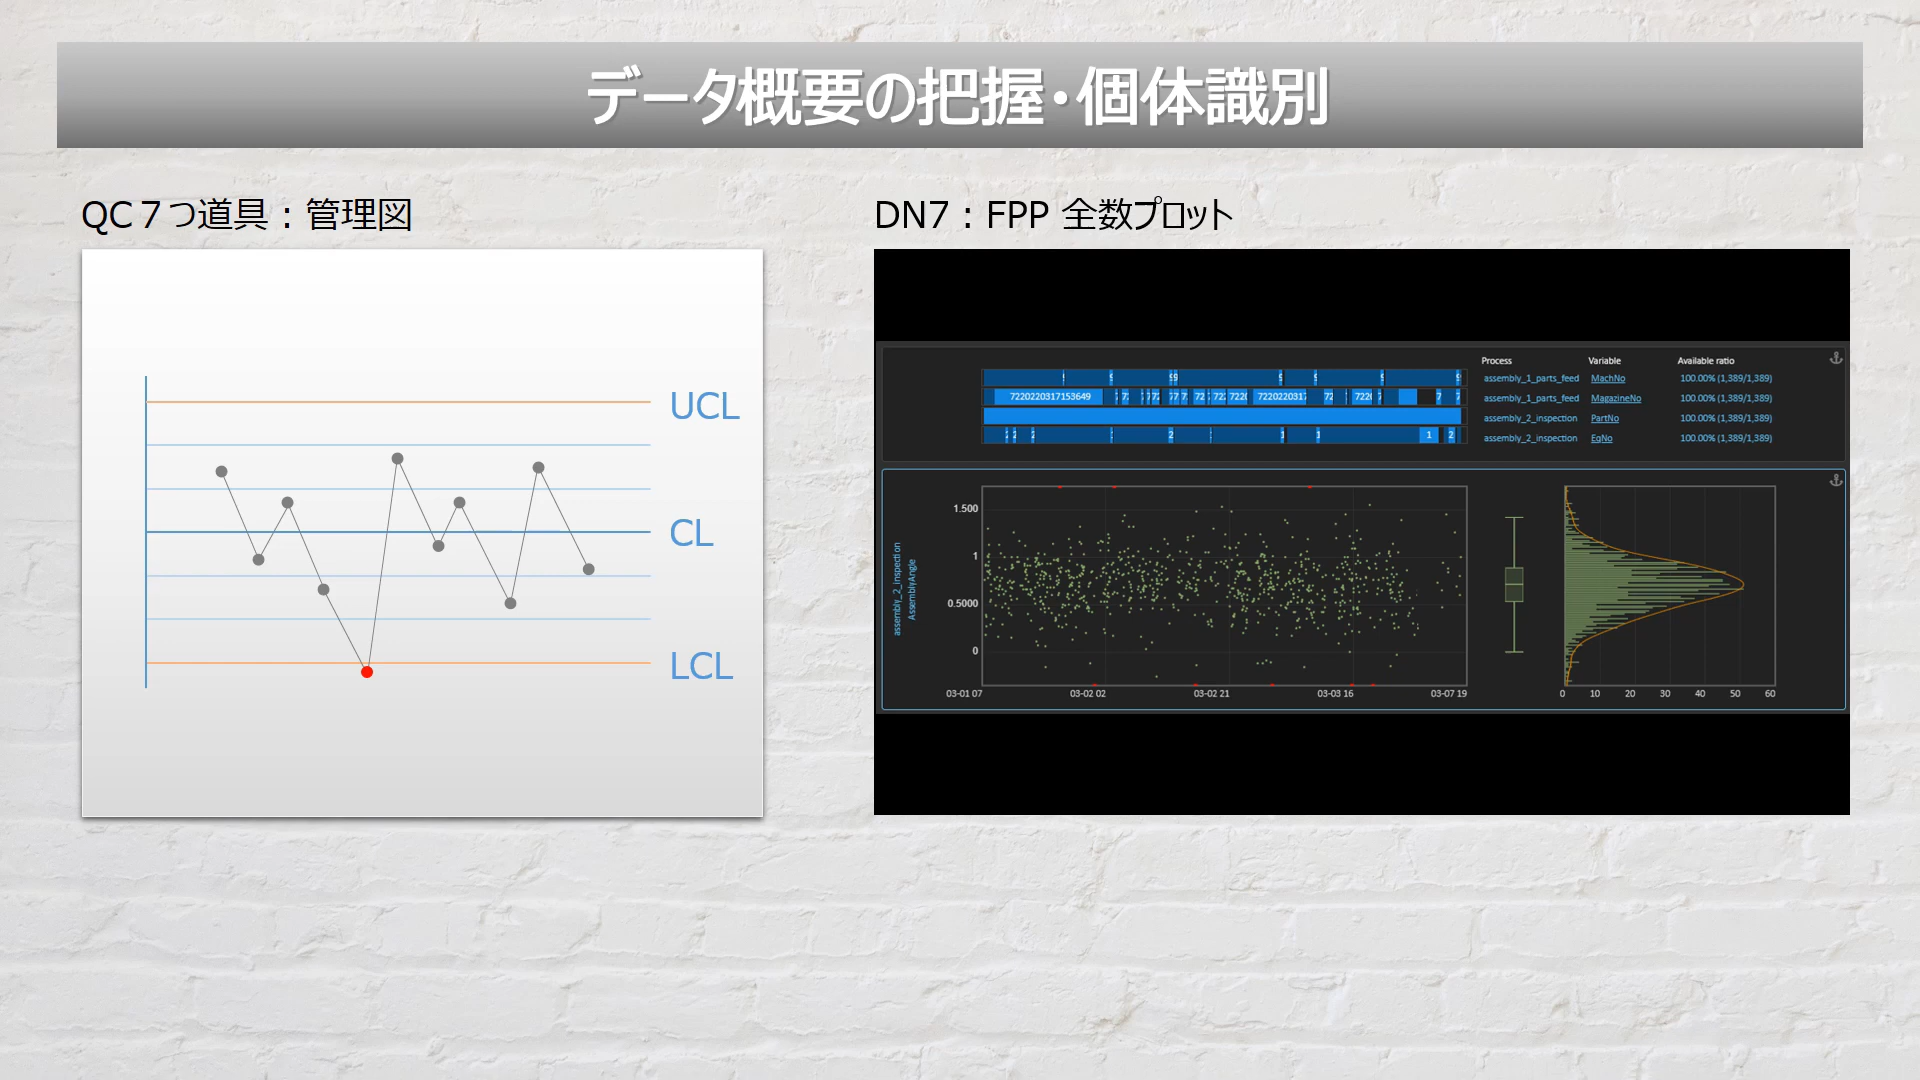 データ概要の把握・個体識別
QC７つ道具：管理図
UCL
CL
LCL
DN7：FPP 全数プロット
Process Variable Available ratio
assembly_1_parts_feed MachNo 100.00% (1,389/1,389)
7220220317153649
assembly_1_parts_feed MagazineNo 100.00% (1,389/1,389)
assembly_2_inspection PartNo 100.00% (1,389/1,389)
assembly_2_inspection EqNo 100.00% (1,389/1,389)
assembly_2_inspection
AssemblyAngle
1.500
1
0.5000
0
03-01 07 03-02 02 03-02 21 03-03 16 03-07 19
0 10 20 30 40 50 60